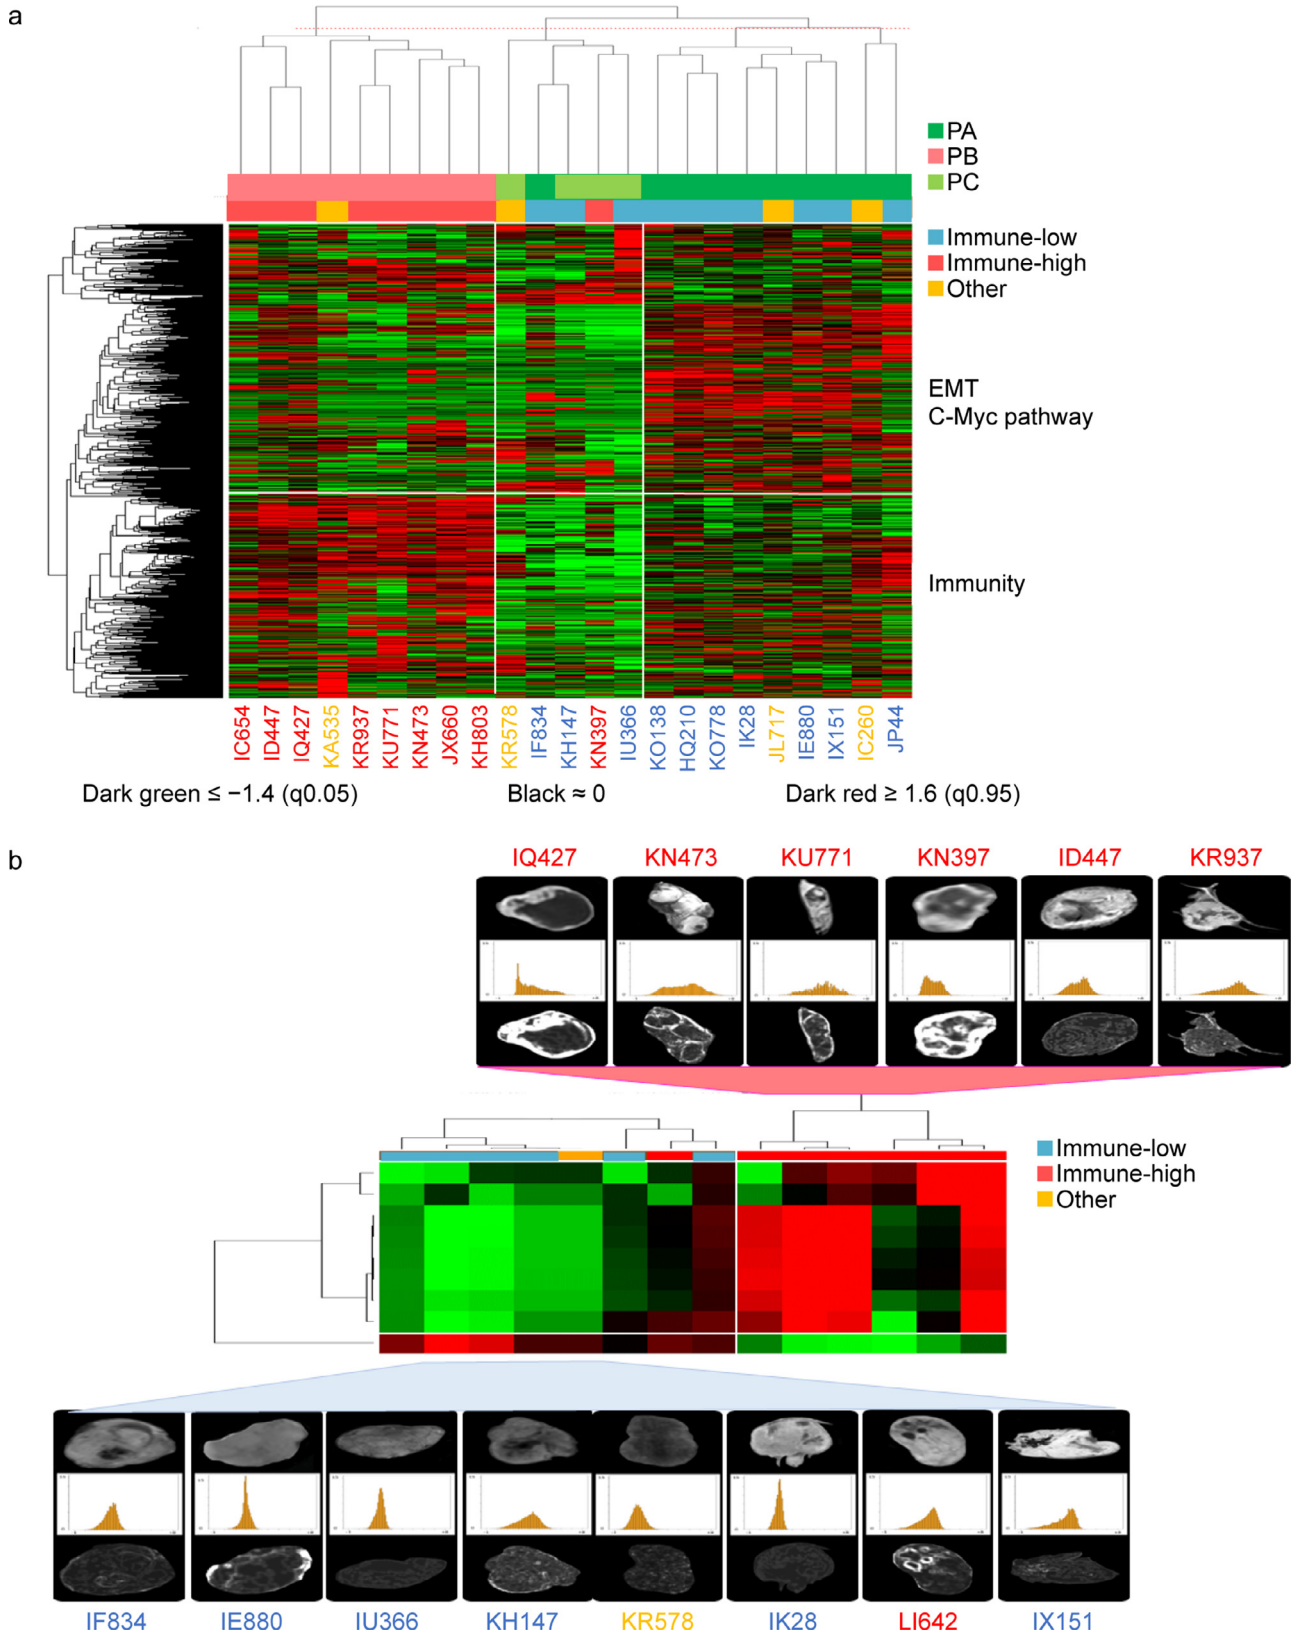 a
PA
PB
PC
Immune-low
Immune-high
Other
EMT
C-Myc pathway
Immunity
IC654 ID447 IQ427 KA535 KR937 KU771 KN473 JX660 KH803 KR578 IF834 KH147 KN397 IU366 KO138 HQ210 KO778 IK28 JL717 IE880 IX151 IC260 JP44
Dark green ≤ −1.4 (q0.05) Black ≈ 0 Dark red ≥ 1.6 (q0.95)
b
IQ427 KN473 KU771 KN397 ID447 KR937
Immune-low
Immune-high
Other
IF834 IE880 IU366 KH147 KR578 IK28 LI642 IX151